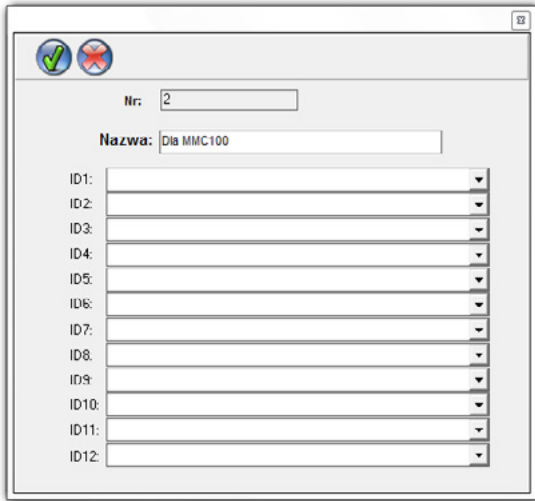 Nr: 2
Nazwa: Dla MMC100
ID1:
ID2:
ID3:
ID4:
ID5:
ID6:
ID7:
ID8:
ID9:
ID10:
ID11:
ID12: